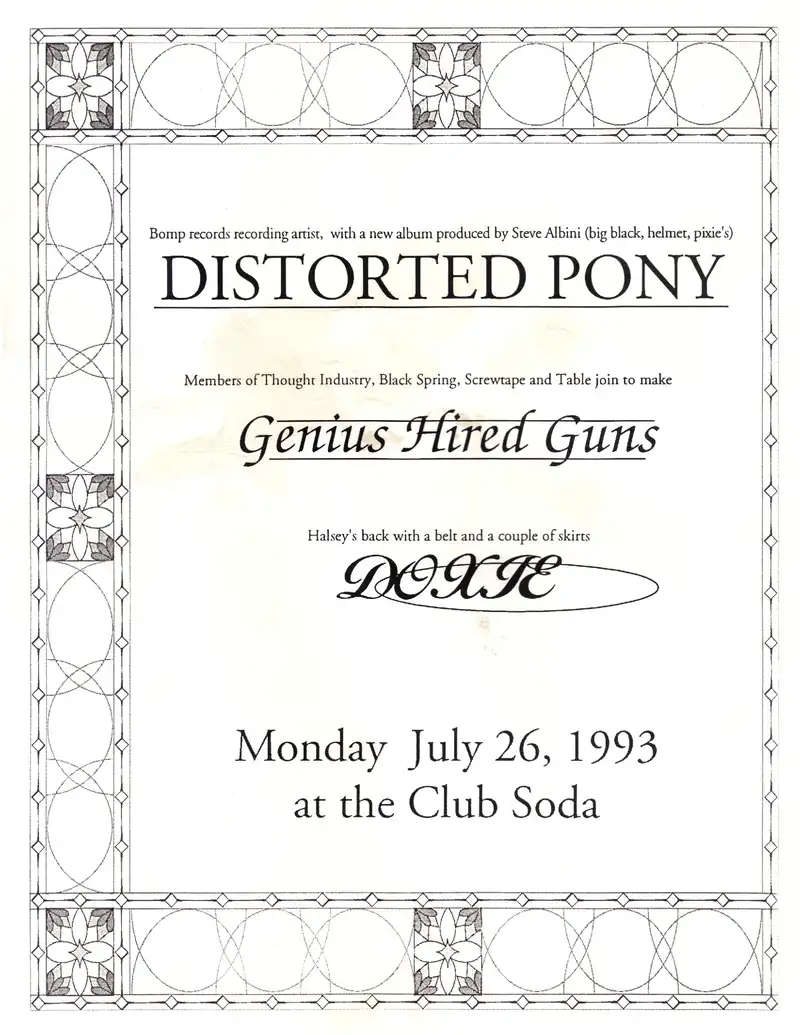 Bomp records recording artist, with a new album produced by Steve Albini (big black, helmet, pixie's)
DISTORTED PONY
Members of Thought Industry, Black Spring, Screwtape and Table join to make
Genius Hired Guns
Halsey's back with a belt and a couple of skirts
DOXIE
Monday July 26, 1993
at the Club Soda